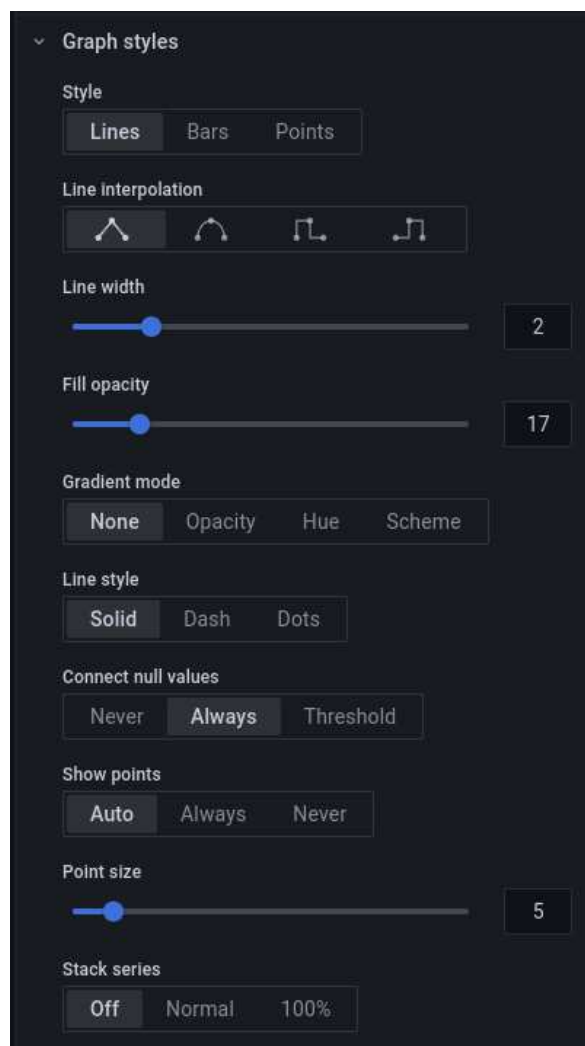 Graph styles
Style
Lines Bars Points
Line interpolation
Line width
2
Fill opacity
17
Gradient mode
None Opacity Hue Scheme
Line style
Solid Dash Dots
Connect null values
Never Always Threshold
Show points
Auto Always Never
Point size
5
Stack series
Off Normal 100%